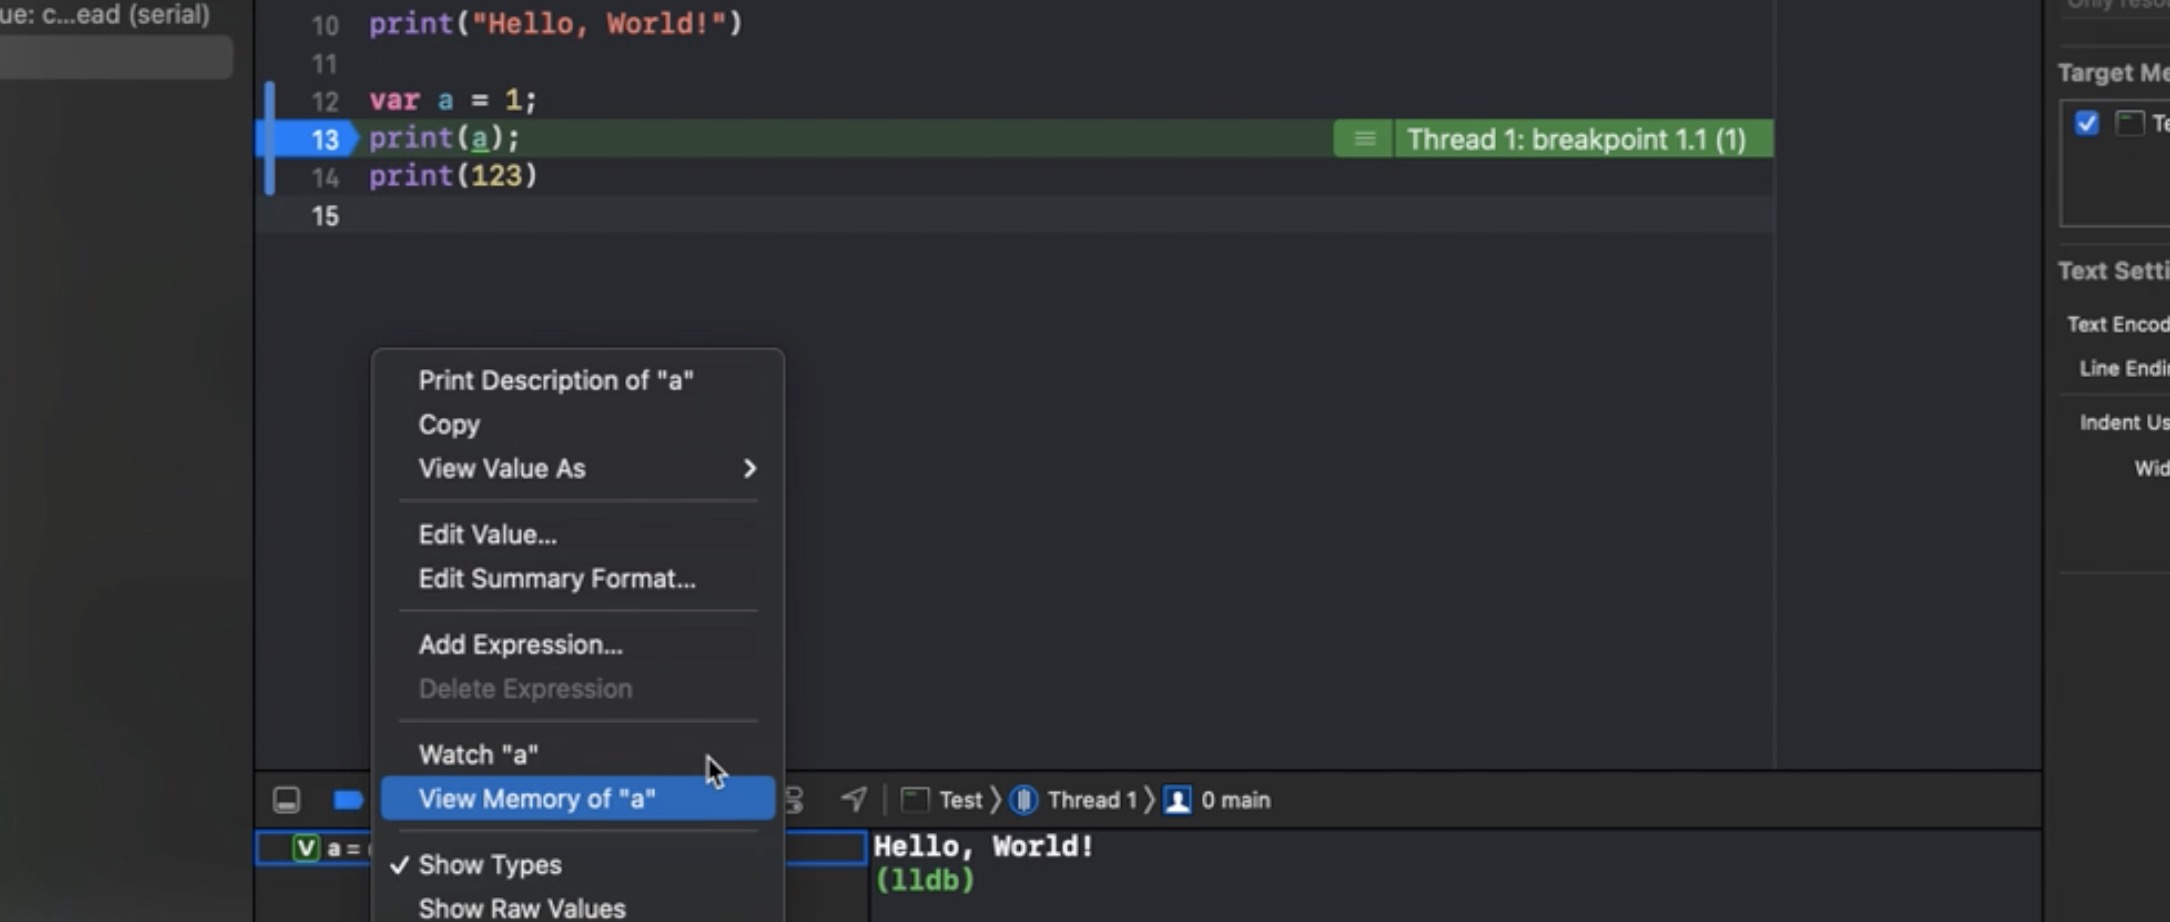 ue: c...ead (serial)
10 print("Hello, World!")
11
12 var a = 1;
13 print(a);
Thread 1: breakpoint 1.1 (1)
14 print(123)
15
Print Description of "a"
Copy
View Value As
Edit Value...
Edit Summary Format...
Add Expression...
Delete Expression
Watch "a"
View Memory of "a"
Show Types
Show Raw Values
Test
Thread 1
0 main
V a =
Hello, World!
(lldb)
Target Me
Te
Text Setti
Text Encod
Line Endin
Indent Us
Wid